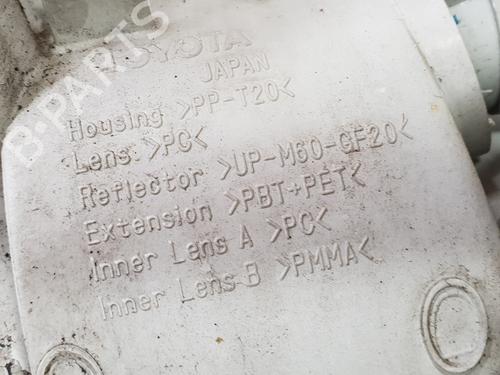 TOYOTA
JAPAN
Housing >PP-T20<
Lens: >PC<
Reflector >UP-M60-GF20<
Extension >PBT+PET<
Inner Lens A >PC<
Inner Lens B >PMMA<
B-PARTS